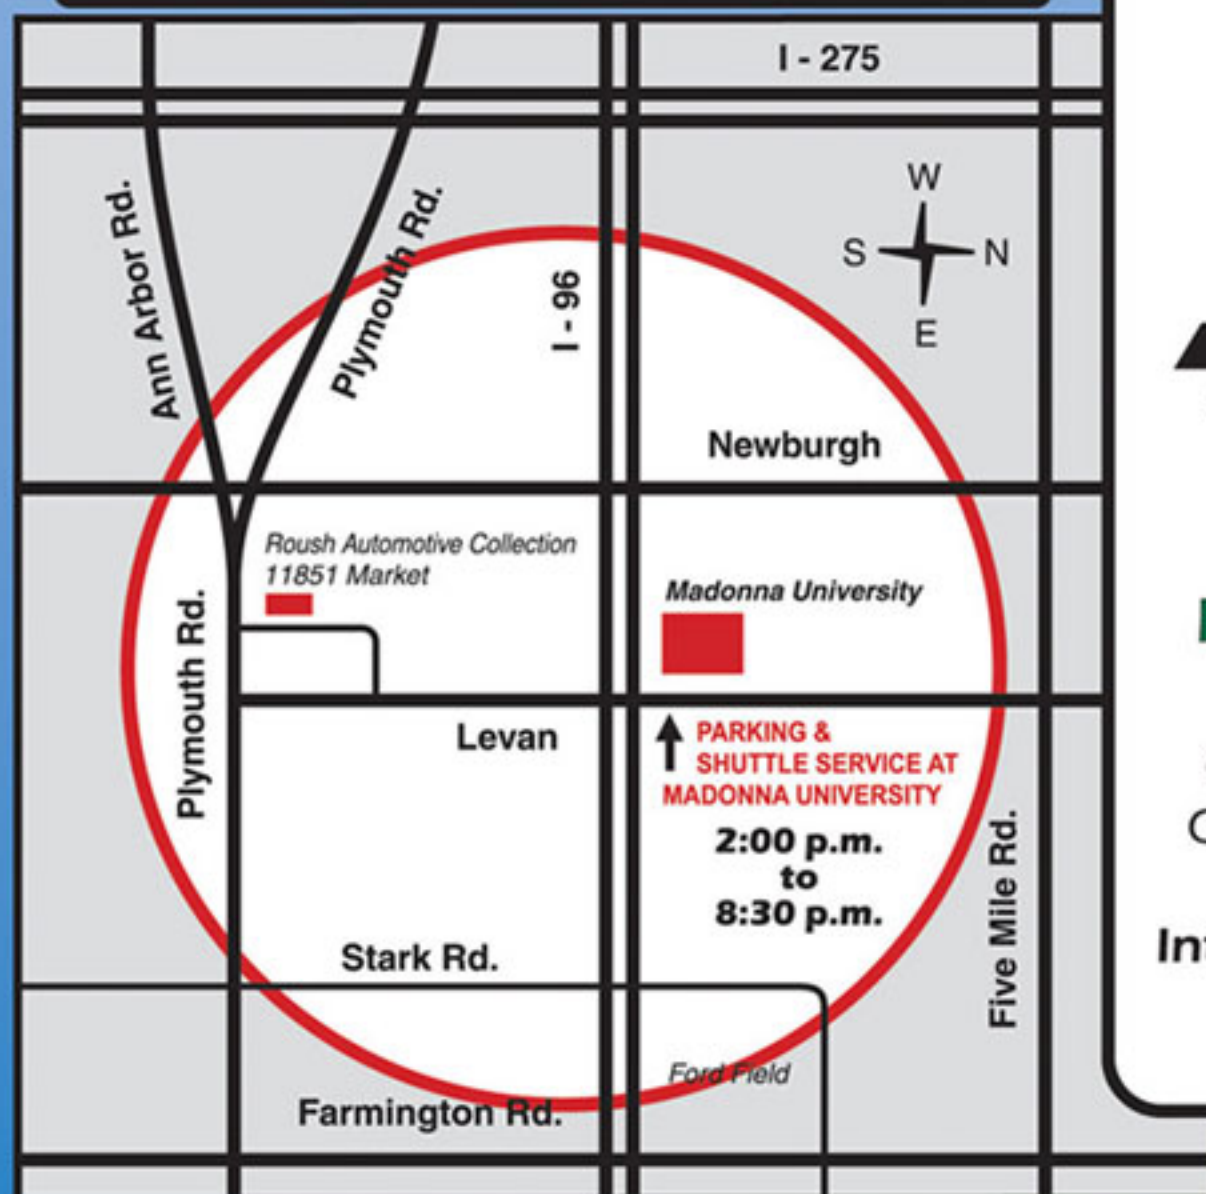 I - 275
W
S N
E
Ann Arbor Rd.
Plymouth Rd.
I - 96
Newburgh
Roush Automotive Collection
11851 Market
Madonna University
Plymouth Rd.
Levan
PARKING &
SHUTTLE SERVICE AT
MADONNA UNIVERSITY
2:00 p.m.
to
8:30 p.m.
Five Mile Rd.
Stark Rd.
Ford Field
Farmington Rd.